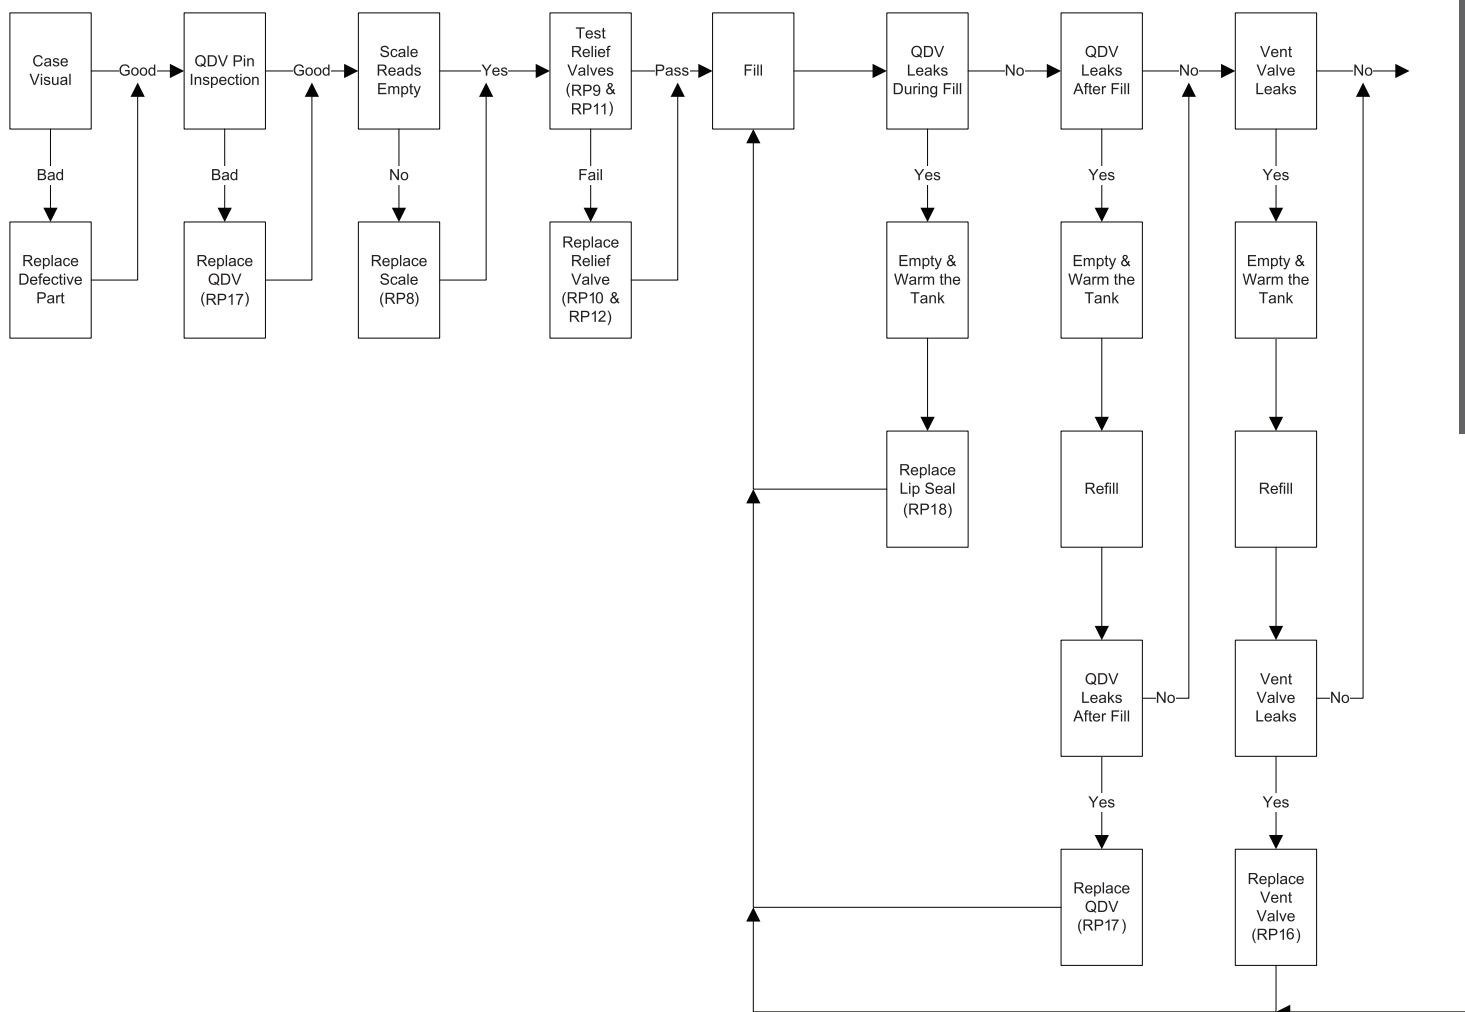 Case
Visual
Good
QDV Pin
Inspection
Good
Scale
Reads
Empty
Yes
Test
Relief
Valves
(RP9 &
RP11)
Pass
Fill
QDV
Leaks
During Fill
No
QDV
Leaks
After Fill
No
Vent
Valve
Leaks
No
Bad
Bad
No
Fail
Yes
Yes
Yes
Replace
Defective
Part
Replace
QDV
(RP17)
Replace
Scale
(RP8)
Replace
Relief
Valve
(RP10 &
RP12)
Empty &
Warm the
Tank
Empty &
Warm the
Tank
Empty &
Warm the
Tank
Replace
Lip Seal
(RP18)
Refill
Refill
QDV
Leaks
After Fill
No
Vent
Valve
Leaks
No
Yes
Yes
Replace
QDV
(RP17)
Replace
Vent
Valve
(RP16)